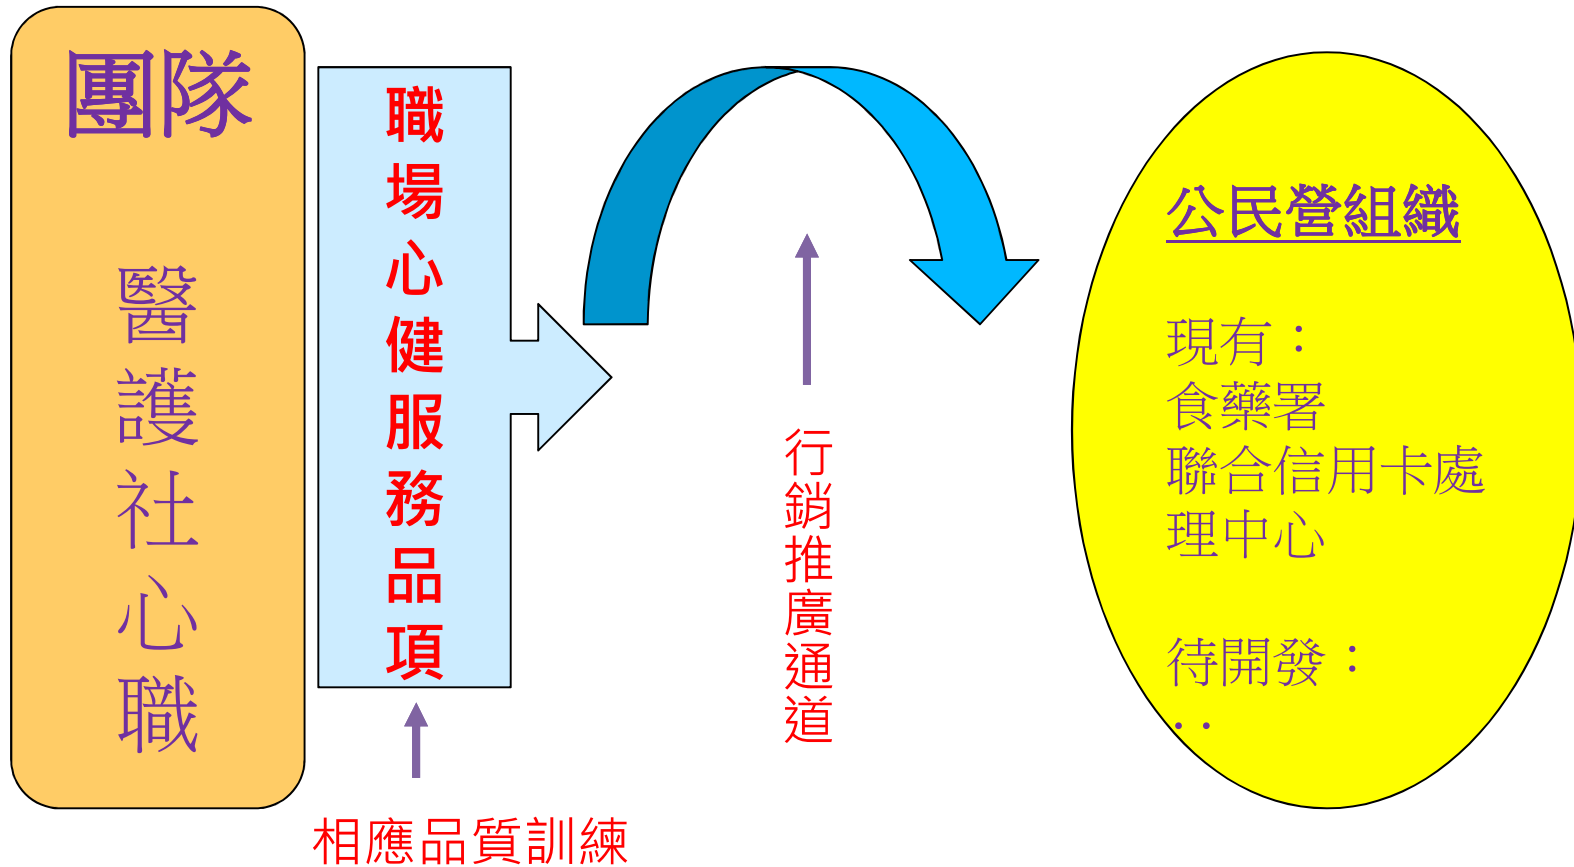 團隊
醫
護
社
心
職
職
場
心
健
服
務
品
項
相應品質訓練
行
銷
推
廣
通
道
公民營組織
現有：
食藥署
聯合信用卡處
理中心
待開發：
‧‧